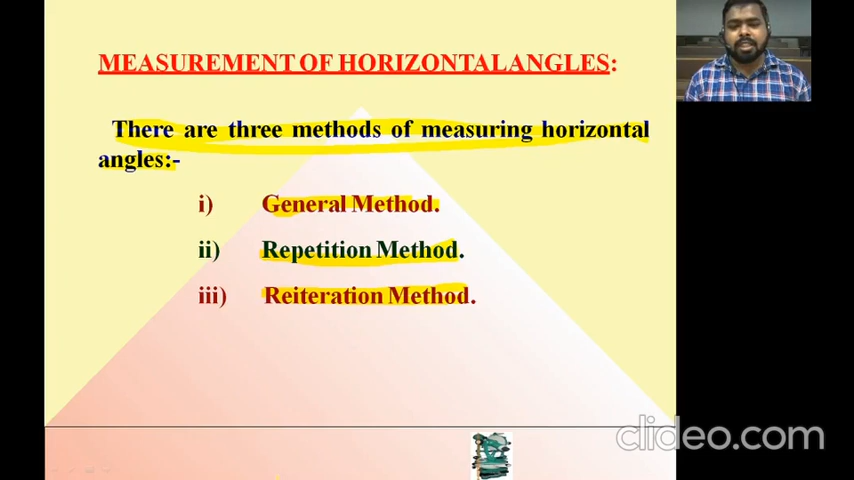 MEASUREMENT OF HORIZONTAL ANGLES:
There are three methods of measuring horizontal
angles:-
i) General Method.
ii) Repetition Method.
iii) Reiteration Method.
clideo.com